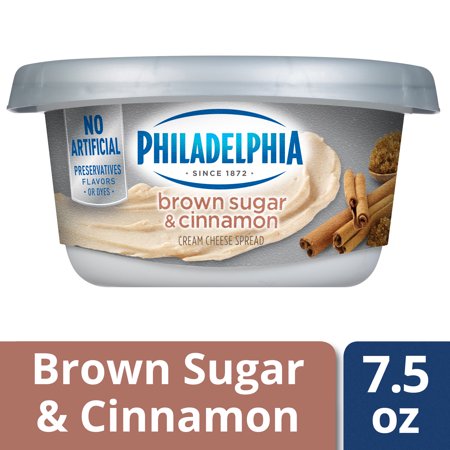 NO
ARTIFICIAL
PRESERVATIVES
FLAVORS
• OR DYES •
PHILADELPHIA
• SINCE 1872 •
brown sugar
& cinnamon
CREAM CHEESE SPREAD
Brown Sugar
& Cinnamon
7.5
oz